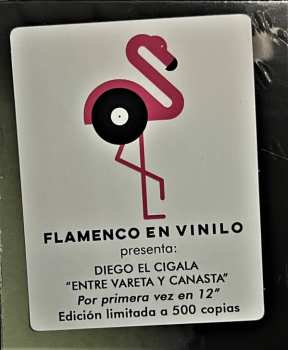 FLAMENCO EN VINILO
presenta:
DIEGO EL CIGALA
"ENTRE VARETA Y CANASTA"
Por primera vez en 12"
Edición limitada a 500 copias